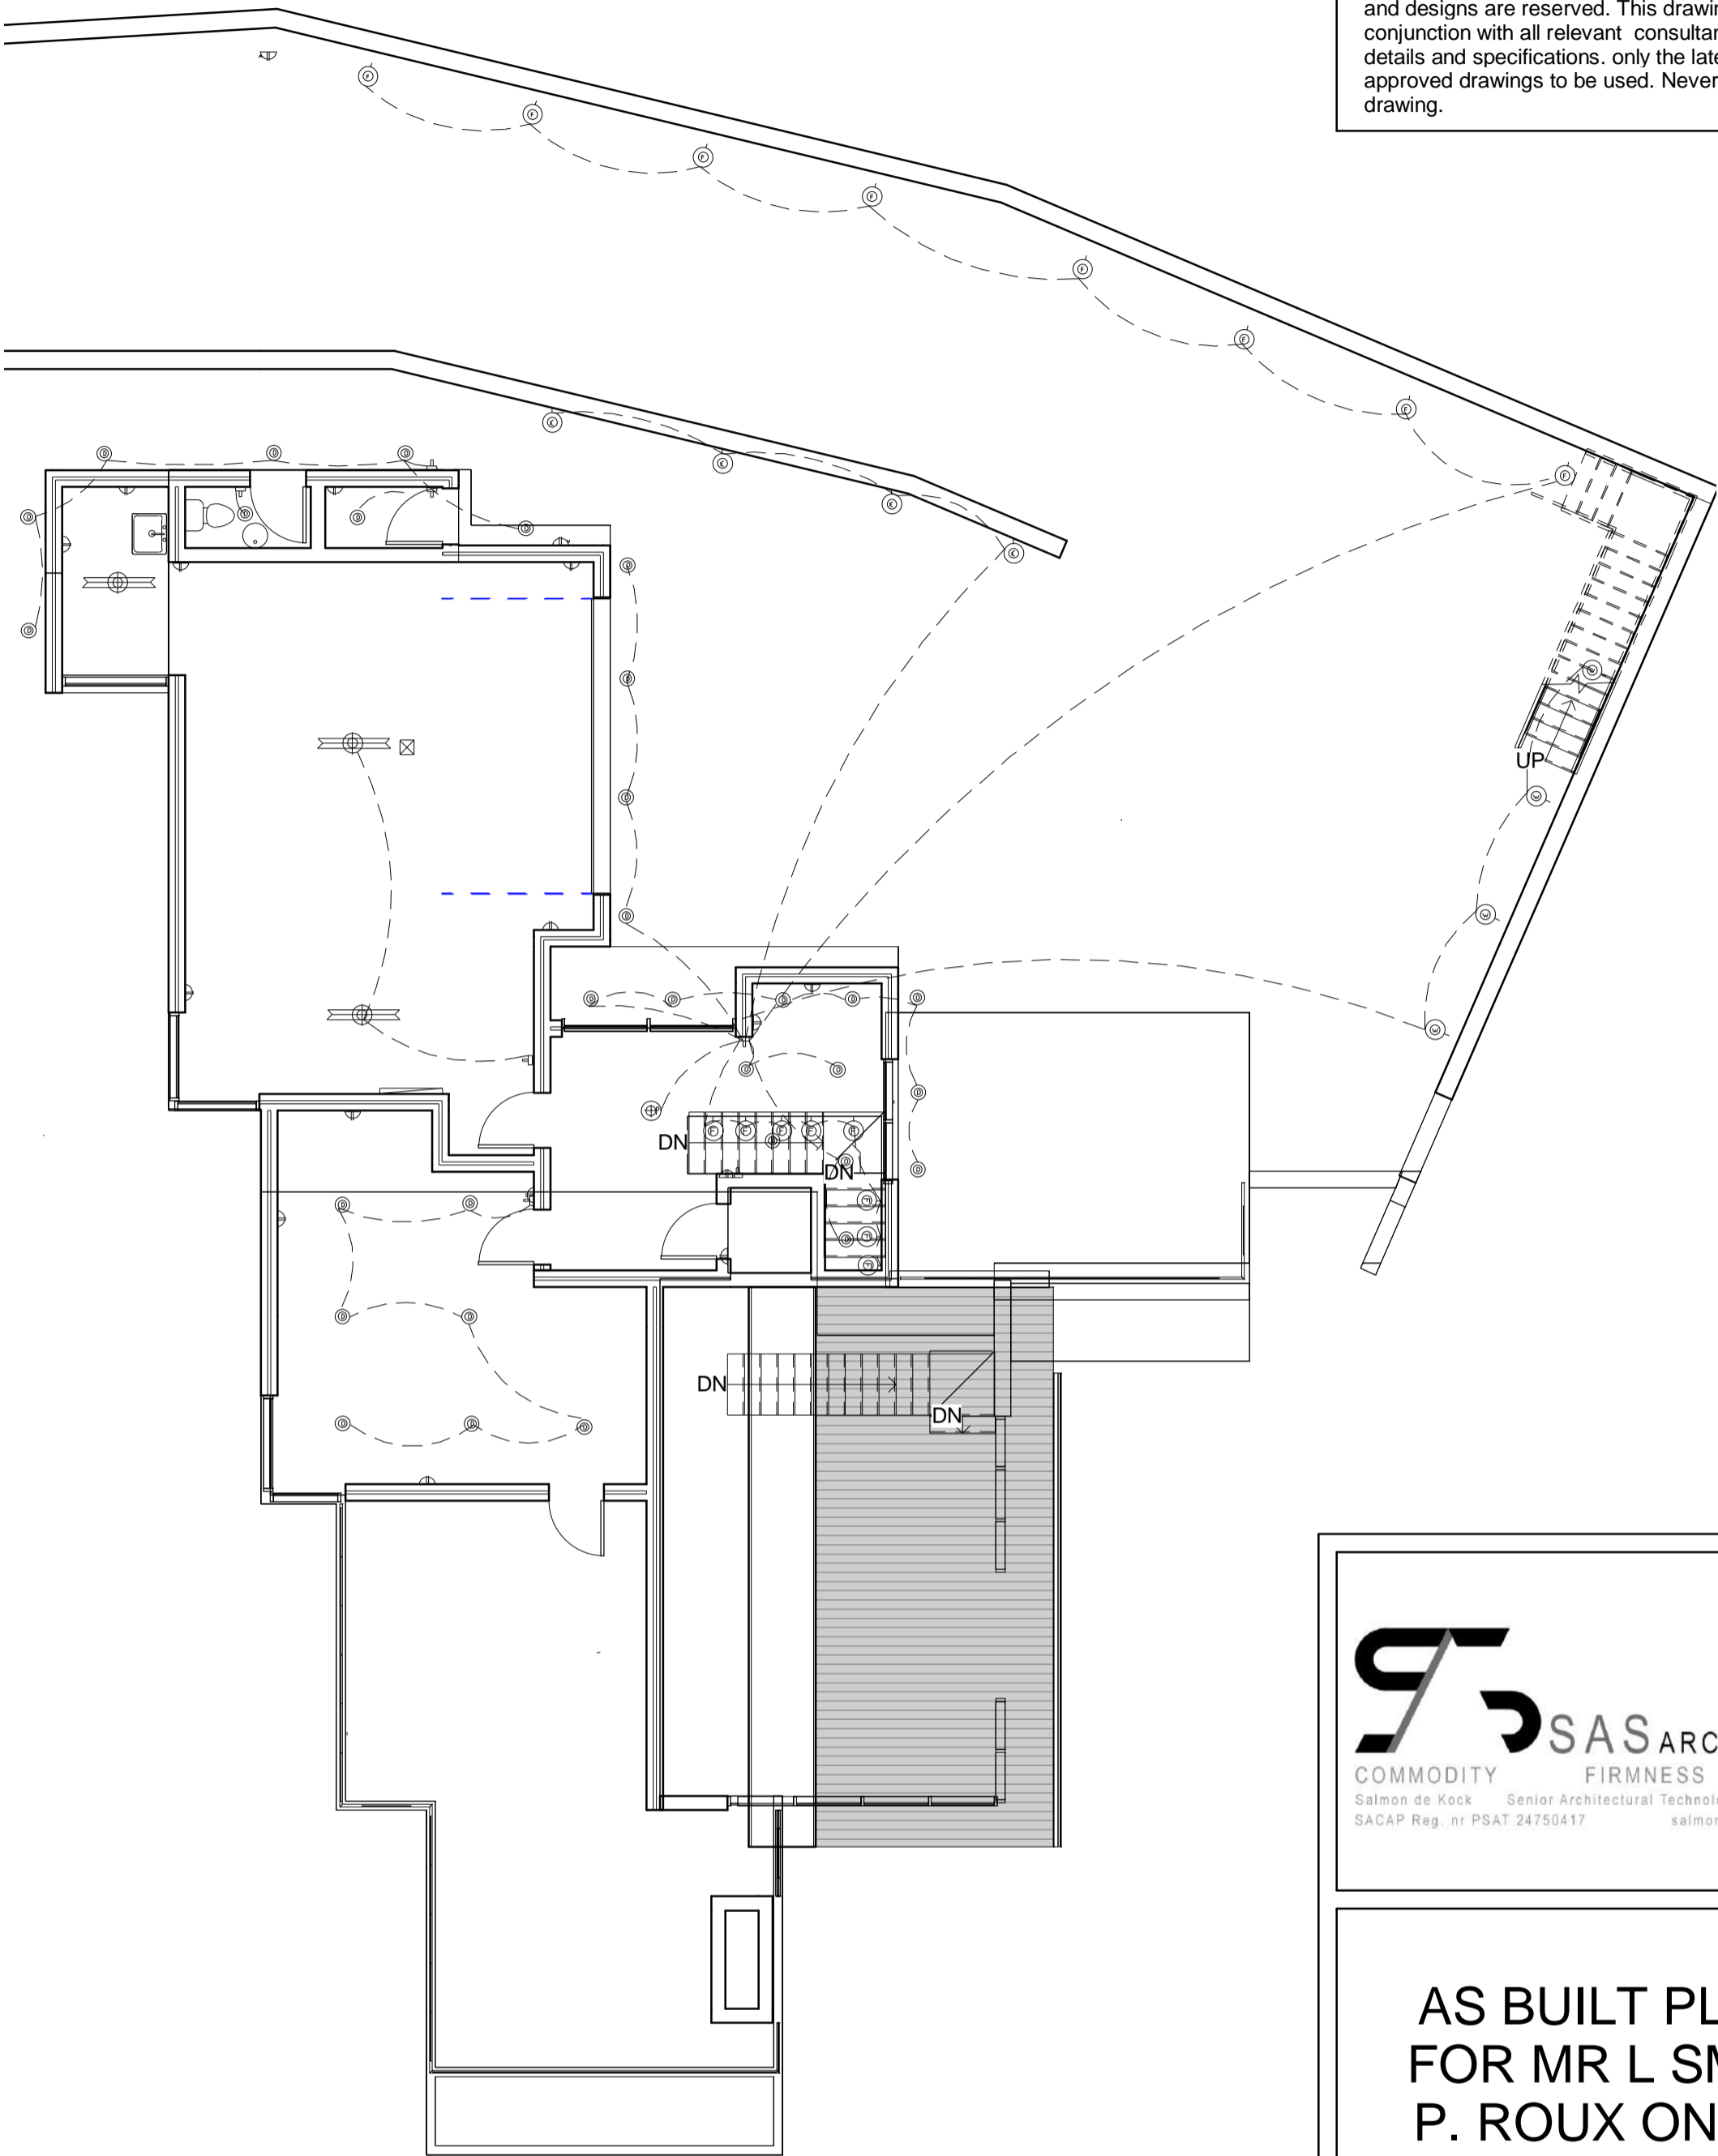 and designs are reserved. This drawin
conjunction with all relevant consultan
details and specifications. only the late
approved drawings to be used. Never
drawing.
UP
DN
DN
DN
DN
SAS ARC
COMMODITY FIRMNESS
Salmon de Kock Senior Architectural Technol
SACAP Reg. nr PSAT 24750417 salmon
AS BUILT PL
FOR MR L SM
P. ROUX ON